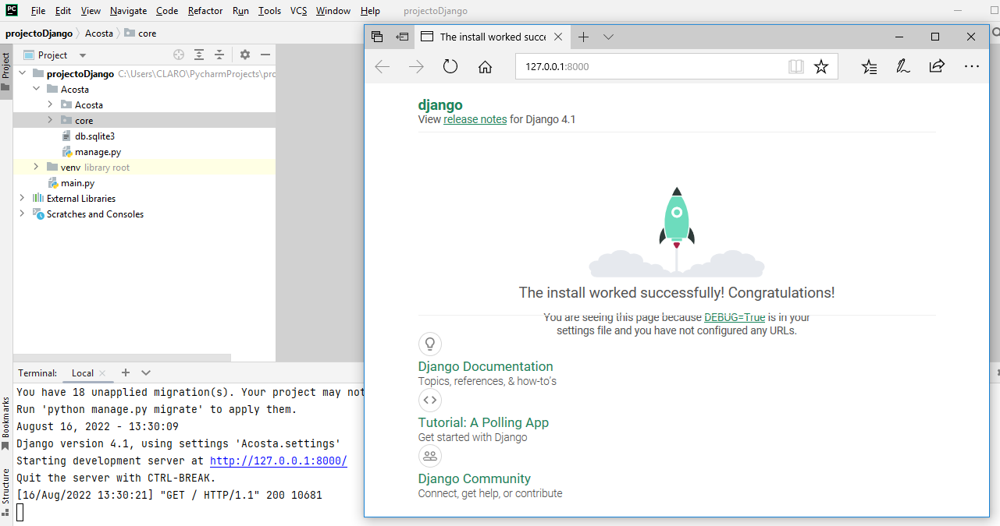 PC File Edit View Navigate Code Refactor Run Tools VCS Window Help projectoDjango
projectoDjango Acosta core
Project
Project
projectoDjango C:\Users\CLARO\PycharmProjects\prc
Acosta
Acosta
core
db.sqlite3
manage.py
venv library root
main.py
External Libraries
Scratches and Consoles
Terminal: Local
You have 18 unapplied migration(s). Your project may not
Run 'python manage.py migrate' to apply them.
August 16, 2022 - 13:30:09
Django version 4.1, using settings 'Acosta.settings'
Starting development server at http://127.0.0.1:8000/
Quit the server with CTRL-BREAK.
[16/Aug/2022 13:30:21] "GET / HTTP/1.1" 200 10681
Bookmarks
Structure
The install worked succe
127.0.0.1:8000
django
View release notes for Django 4.1
The install worked successfully! Congratulations!
You are seeing this page because DEBUG=True is in your
settings file and you have not configured any URLs.
Django Documentation
Topics, references, & how-to's
Tutorial: A Polling App
Get started with Django
Django Community
Connect, get help, or contribute